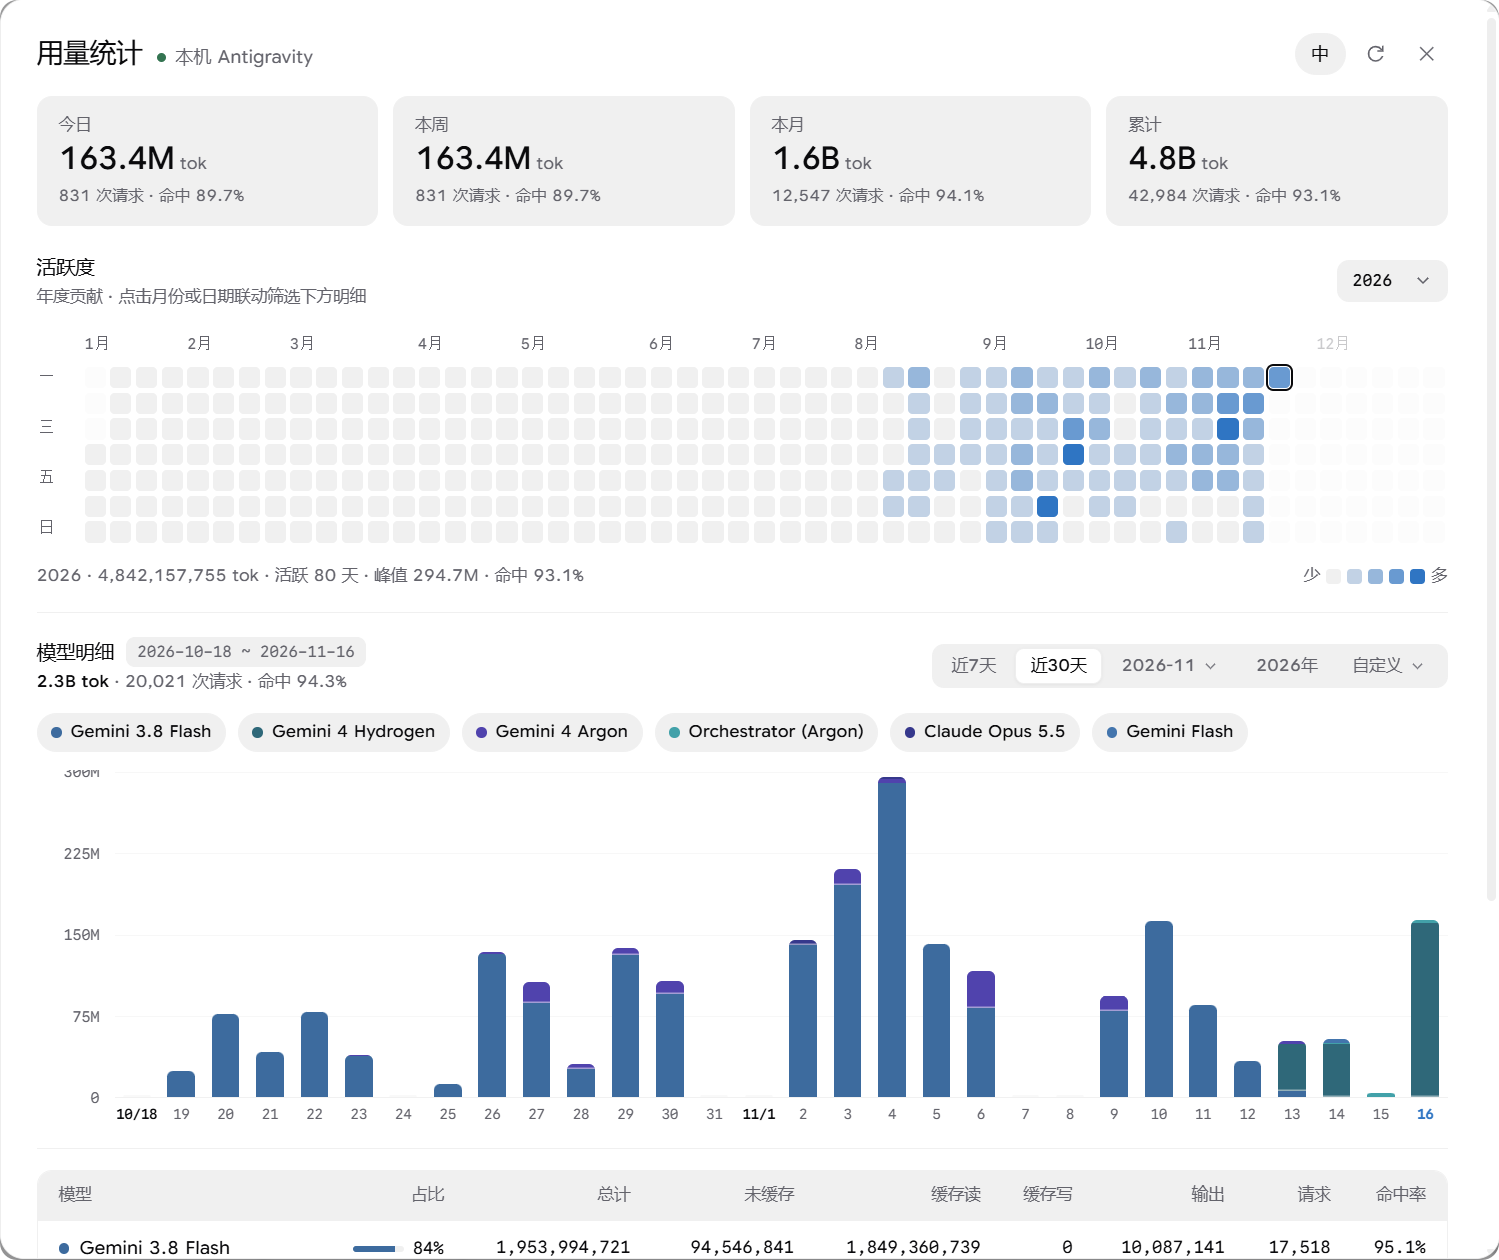 用量统计 本机 Antigravity 中
今日 本周 本月 累计
163.4M tok 163.4M tok 1.6B tok 4.8B tok
831 次请求 · 命中 89.7% 831 次请求 · 命中 89.7% 12,547 次请求 · 命中 94.1% 42,984 次请求 · 命中 93.1%
活跃度
年度贡献 · 点击月份或日期联动筛选下方明细
2026
1月 2月 3月 4月 5月 6月 7月 8月 9月 10月 11月 12月
一
三
五
日
2026 · 4,842,157,755 tok · 活跃 80 天 · 峰值 294.7M · 命中 93.1% 少 多
模型明细 2026-10-18 ~ 2026-11-16
2.3B tok · 20,021 次请求 · 命中 94.3%
近7天 近30天 2026-11 2026年 自定义
Gemini 3.8 Flash Gemini 4 Hydrogen Gemini 4 Argon Orchestrator (Argon) Claude Opus 5.5 Gemini Flash
300M
225M
150M
75M
0
10/18 19 20 21 22 23 24 25 26 27 28 29 30 31 11/1 2 3 4 5 6 7 8 9 10 11 12 13 14 15 16
模型 占比 总计 未缓存 缓存读 缓存写 输出 请求 命中率
Gemini 3.8 Flash 84% 1,953,994,721 94,546,841 1,849,360,739 0 10,087,141 17,518 95.1%